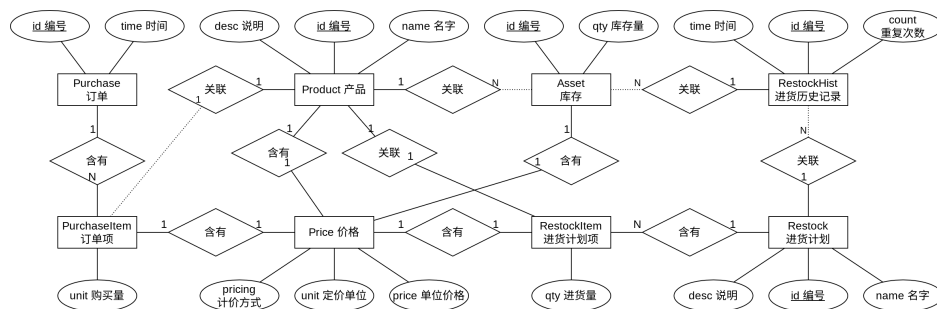 id 编号
time 时间
desc 说明
id 编号
name 名字
id 编号
qty 库存量
time 时间
id 编号
count
重复次数
Purchase
订单
关联
1
1
Product 产品
1
关联
N
Asset
库存
N
关联
1
RestockHist
进货历史记录
1
含有
N
1
含有
1
1
关联
1
1
含有
1
N
关联
1
PurchaseItem
订单项
1
含有
1
Price 价格
1
含有
1
RestockItem
进货计划项
N
含有
1
Restock
进货计划
unit 购买量
pricing
计价方式
unit 定价单位
price 单位价格
qty 进货量
desc 说明
id 编号
name 名字